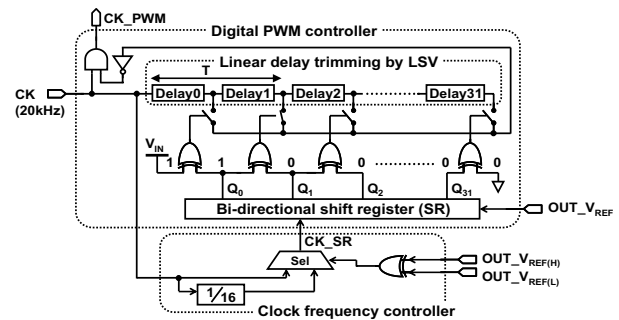 CK_PWM
Digital PWM controller
Linear delay trimming by LSV
T
CK
(20kHz)
Delay0 Delay1 Delay2 Delay31
V_IN
1 1 0 0 0 0
Q_0 Q_1 Q_2 Q_31
Bi-directional shift register (SR)
OUT_V_REF
CK_SR
Sel
OUT_V_REF(H)
OUT_V_REF(L)
1/16
Clock frequency controller